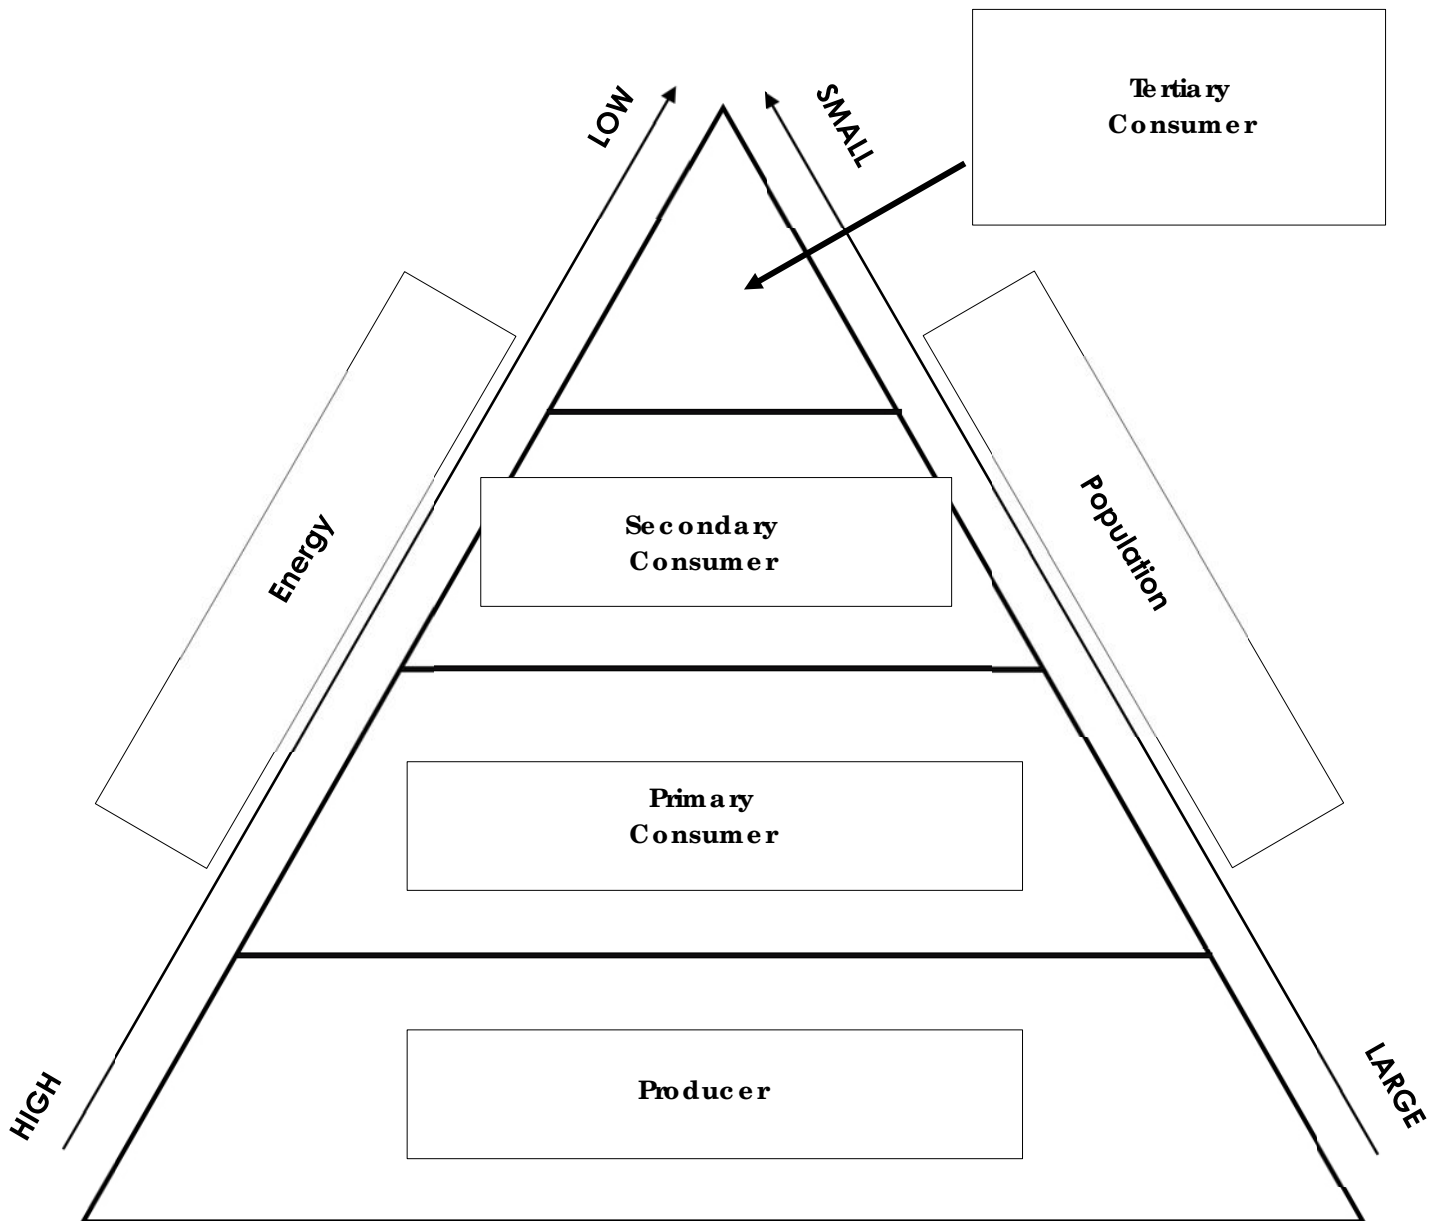 Tertiary
Consumer
LOW
SMALL
Energy
Population
Secondary
Consumer
Primary
Consumer
Producer
HIGH
LARGE